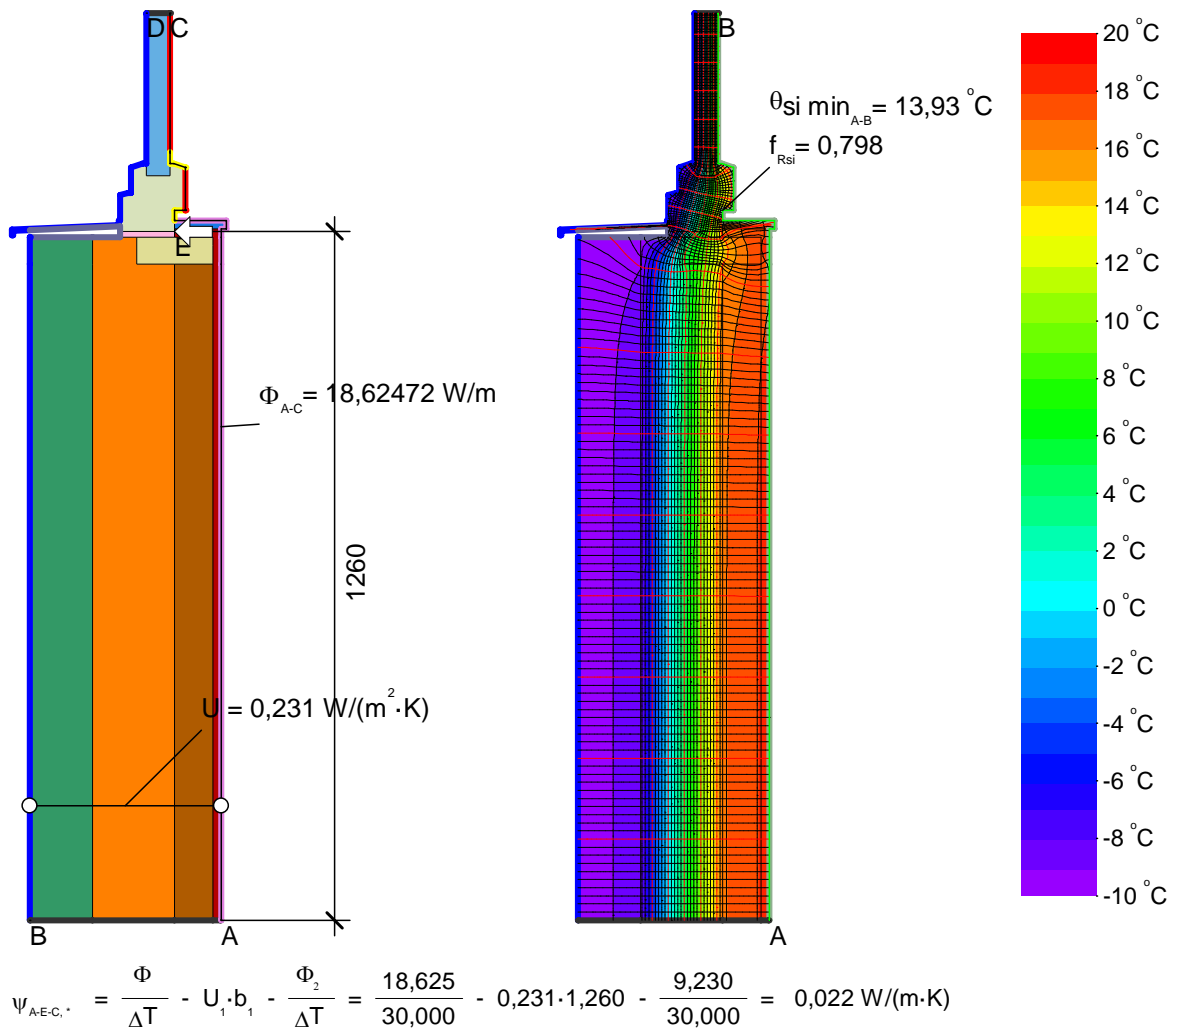 D C
E
Φ A-C = 18,62472 W/m
1260
U = 0,231 W/(m²·K)
B A
B
θsi min A-B = 13,93 °C
f Rsi = 0,798
A
20 °C
18 °C
16 °C
14 °C
12 °C
10 °C
8 °C
6 °C
4 °C
2 °C
0 °C
-2 °C
-4 °C
-6 °C
-8 °C
-10 °C
ψ A-E-C, * = Φ/ΔT - U₁·b₁ - Φ₂/ΔT = 18,625/30,000 - 0,231·1,260 - 9,230/30,000 = 0,022 W/(m·K)